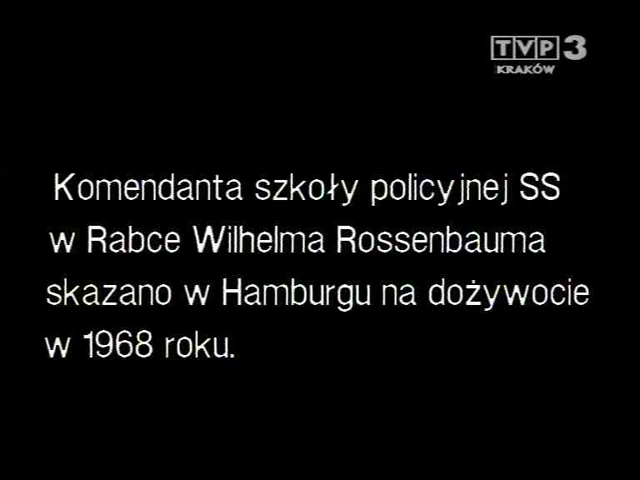 TVP3
KRAKÓW
Komendanta szkoły policyjnej SS
w Rabce Wilhelma Rossenbauma
skazano w Hamburgu na dożywocie
w 1968 roku.